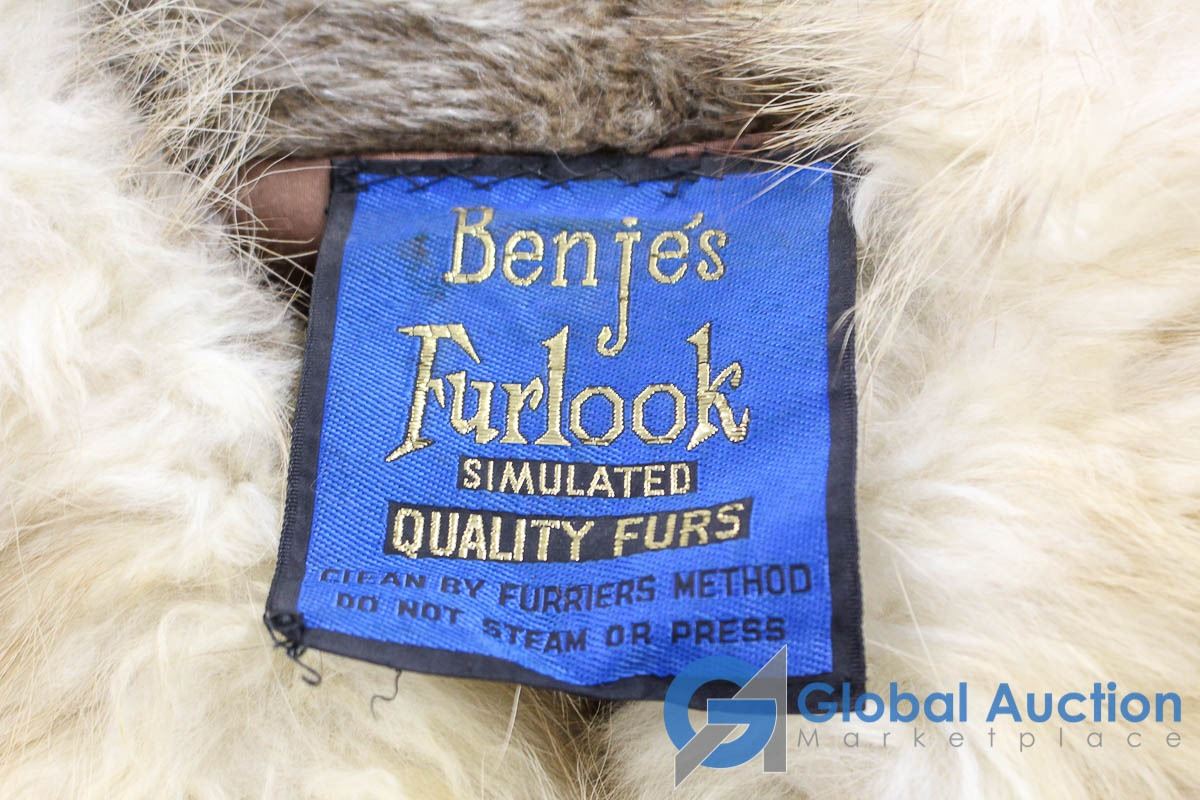 Benje's
Furlook
SIMULATED
QUALITY FURS
CLEAN BY FURRIERS METHOD
DO NOT STEAM OR PRESS
Global Auction
Marketplace